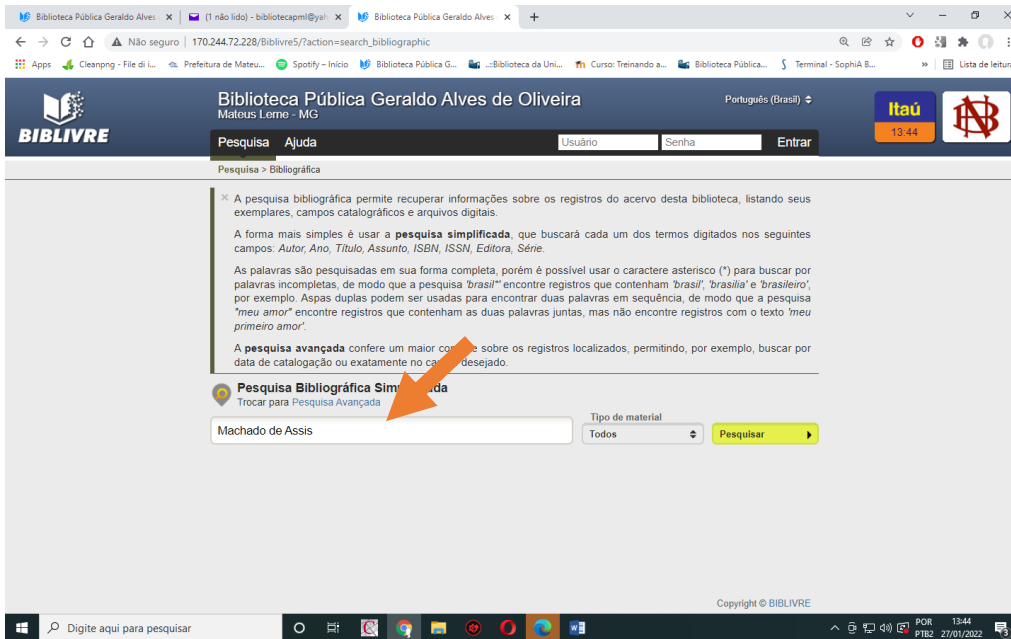 Biblioteca Pública Geraldo Alves
(1 não lido) - bibliotecapml@yah
Biblioteca Pública Geraldo Alves
Não seguro | 170.244.72.228/Biblivre5/?action=search_bibliographic
Apps Cleanpng - File di i... Prefeitura de Mateu... Spotify – Início Biblioteca Pública G... ..::Biblioteca da Uni... Curso: Treinando a... Biblioteca Pública... Terminal - SophiA B... » Lista de leitura
BIBLIVRE
Biblioteca Pública Geraldo Alves de Oliveira
Mateus Leme - MG
Português (Brasil)
Itaú
13:44
Pesquisa Ajuda Usuário Senha Entrar
Pesquisa > Bibliográfica
A pesquisa bibliográfica permite recuperar informações sobre os registros do acervo desta biblioteca, listando seus
exemplares, campos catalográficos e arquivos digitais.
A forma mais simples é usar a pesquisa simplificada, que buscará cada um dos termos digitados nos seguintes
campos: Autor, Ano, Título, Assunto, ISBN, ISSN, Editora, Série.
As palavras são pesquisadas em sua forma completa, porém é possível usar o caractere asterisco (*) para buscar por
palavras incompletas, de modo que a pesquisa 'brasil*' encontre registros que contenham 'brasil', 'brasilia' e 'brasileiro',
por exemplo. Aspas duplas podem ser usadas para encontrar duas palavras em sequência, de modo que a pesquisa
"meu amor" encontre registros que contenham as duas palavras juntas, mas não encontre registros com o texto 'meu
primeiro amor'.
A pesquisa avançada confere um maior sobre os registros localizados, permitindo, por exemplo, buscar por
data de catalogação ou exatamente no desejado.
Pesquisa Bibliográfica
Trocar para Pesquisa Avançada
Tipo de material
Machado de Assis
Todos
Pesquisar
Copyright © BIBLIVRE
Digite aqui para pesquisar
POR 13:44
PTB2 27/01/2022
3